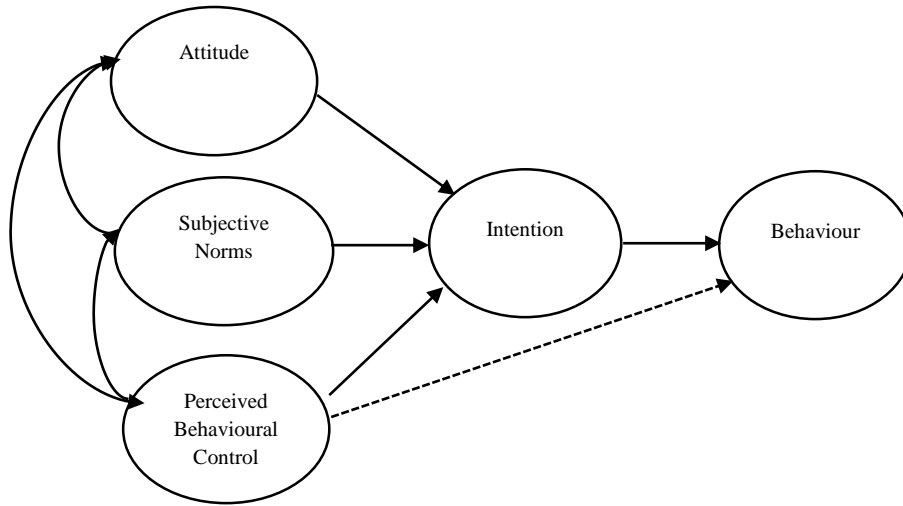 Attitude
Subjective
Norms
Intention
Behaviour
Perceived
Behavioural
Control